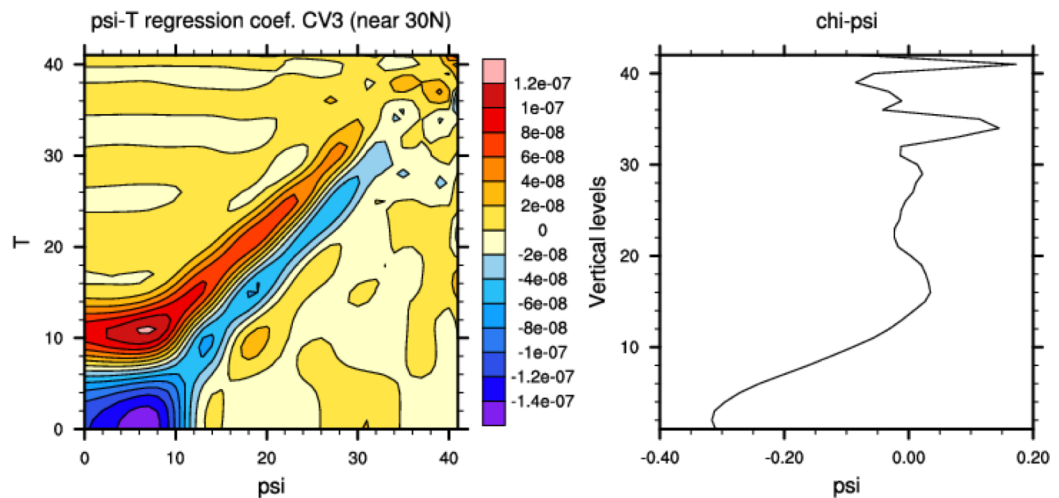 psi-T regression coef. CV3 (near 30N)
40
30
20
10
0
T
0
10
20
30
40
psi
1.2e-07
1e-07
8e-08
6e-08
4e-08
2e-08
0
-2e-08
-4e-08
-6e-08
-8e-08
-1e-07
-1.2e-07
-1.4e-07
chi-psi
40
30
20
10
Vertical levels
-0.40
-0.20
0.00
0.20
psi